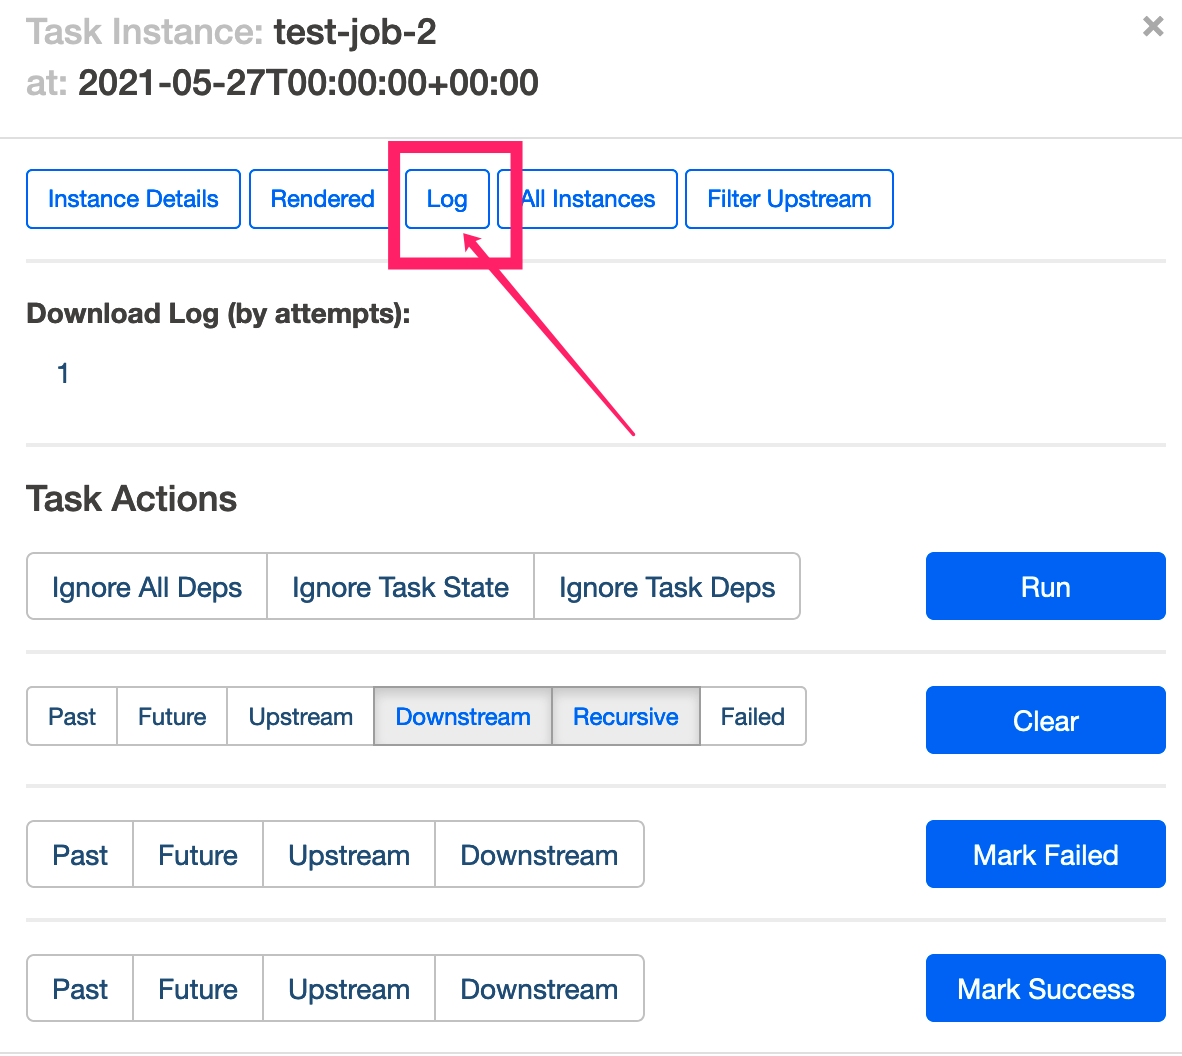 Task Instance: test-job-2
at: 2021-05-27T00:00:00+00:00
Instance Details Rendered Log All Instances Filter Upstream
Download Log (by attempts):
1
Task Actions
Ignore All Deps Ignore Task State Ignore Task Deps Run
Past Future Upstream Downstream Recursive Failed Clear
Past Future Upstream Downstream Mark Failed
Past Future Upstream Downstream Mark Success